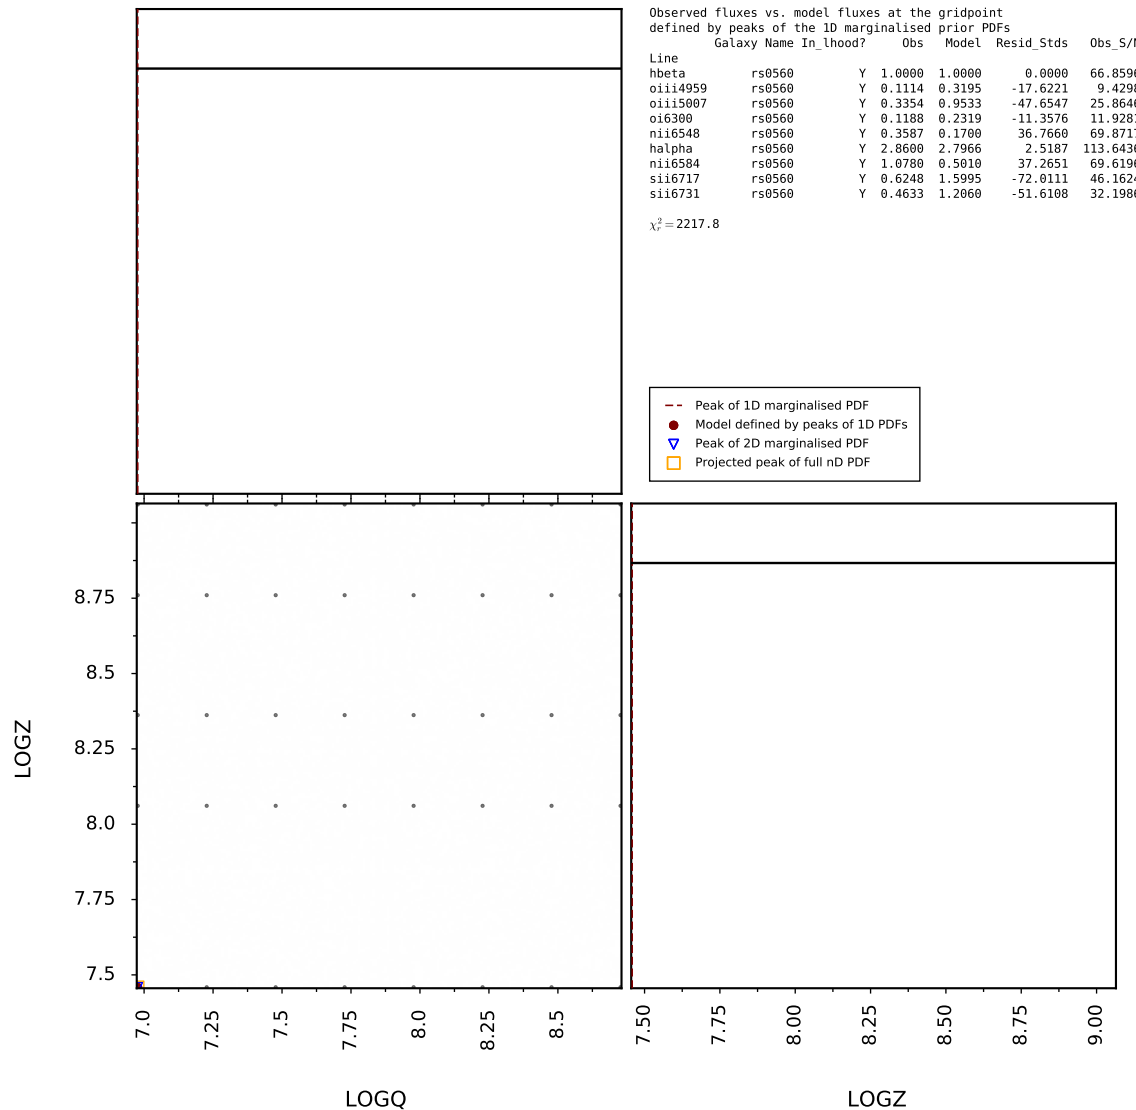 Observed fluxes vs. model fluxes at the gridpoint
defined by peaks of the 1D marginalised prior PDFs
Galaxy Name In_lhood? Obs Model Resid_Stds Obs_S/N
Line
hbeta rs0560 Y 1.0000 1.0000 0.0000 66.8596
oiii4959 rs0560 Y 0.1114 0.3195 -17.6221 9.4298
oiii5007 rs0560 Y 0.3354 0.9533 -47.6547 25.8646
oi6300 rs0560 Y 0.1188 0.2319 -11.3576 11.9281
nii6548 rs0560 Y 0.3587 0.1700 36.7660 69.8717
halpha rs0560 Y 2.8600 2.7966 2.5187 113.6436
nii6584 rs0560 Y 1.0780 0.5010 37.2651 69.6196
sii6717 rs0560 Y 0.6248 1.5995 -72.0111 46.1624
sii6731 rs0560 Y 0.4633 1.2060 -51.6108 32.1986
χ²ᵣ = 2217.8
Peak of 1D marginalised PDF
Model defined by peaks of 1D PDFs
Peak of 2D marginalised PDF
Projected peak of full nD PDF
8.75
8.5
8.25
8.0
7.75
7.5
LOGZ
7.0 7.25 7.5 7.75 8.0 8.25 8.5
LOGQ
7.50 7.75 8.00 8.25 8.50 8.75 9.00
LOGZ